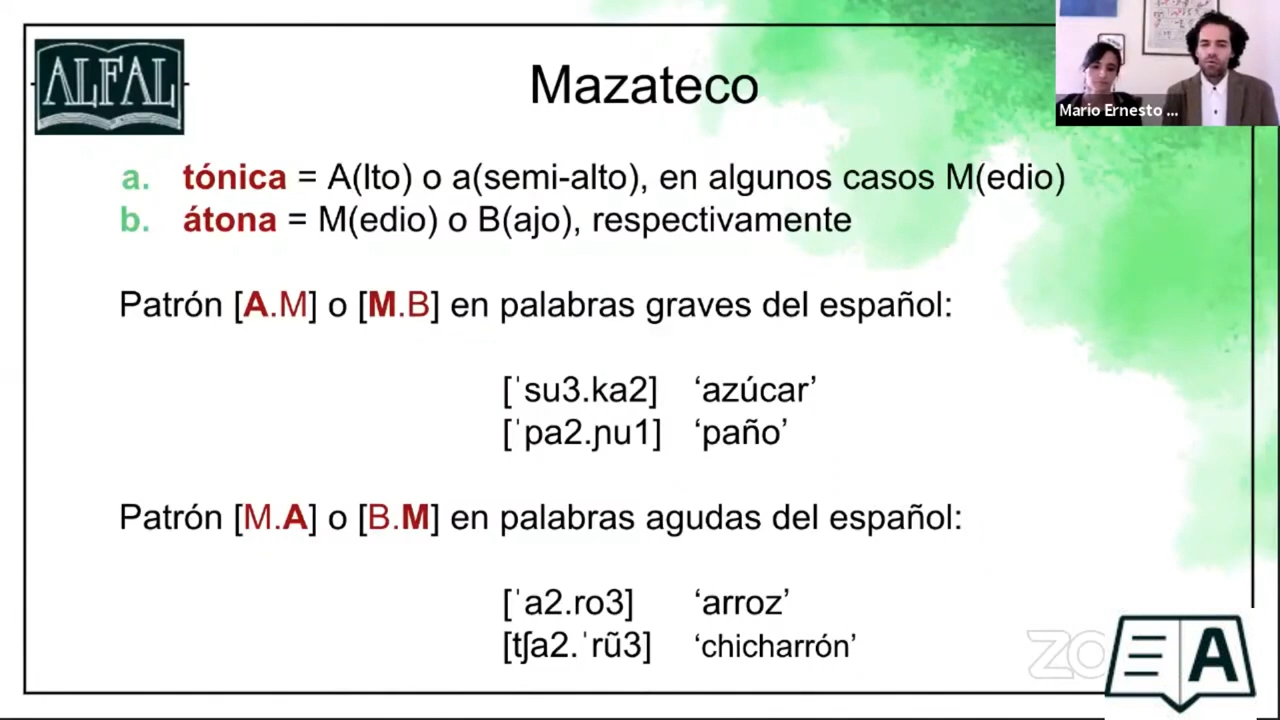 ALFAL
Mazateco
Mario Ernesto ...
a. tónica = A(lto) o a(semi-alto), en algunos casos M(edio)
b. átona = M(edio) o B(ajo), respectivamente
Patrón [A.M] o [M.B] en palabras graves del español:
[ˈsu3.ka2] ‘azúcar’
[ˈpa2.ɲu1] ‘paño’
Patrón [M.A] o [B.M] en palabras agudas del español:
[ˈa2.ro3] ‘arroz’
[tʃa2.ˈrũ3] ‘chicharrón’
zo
A